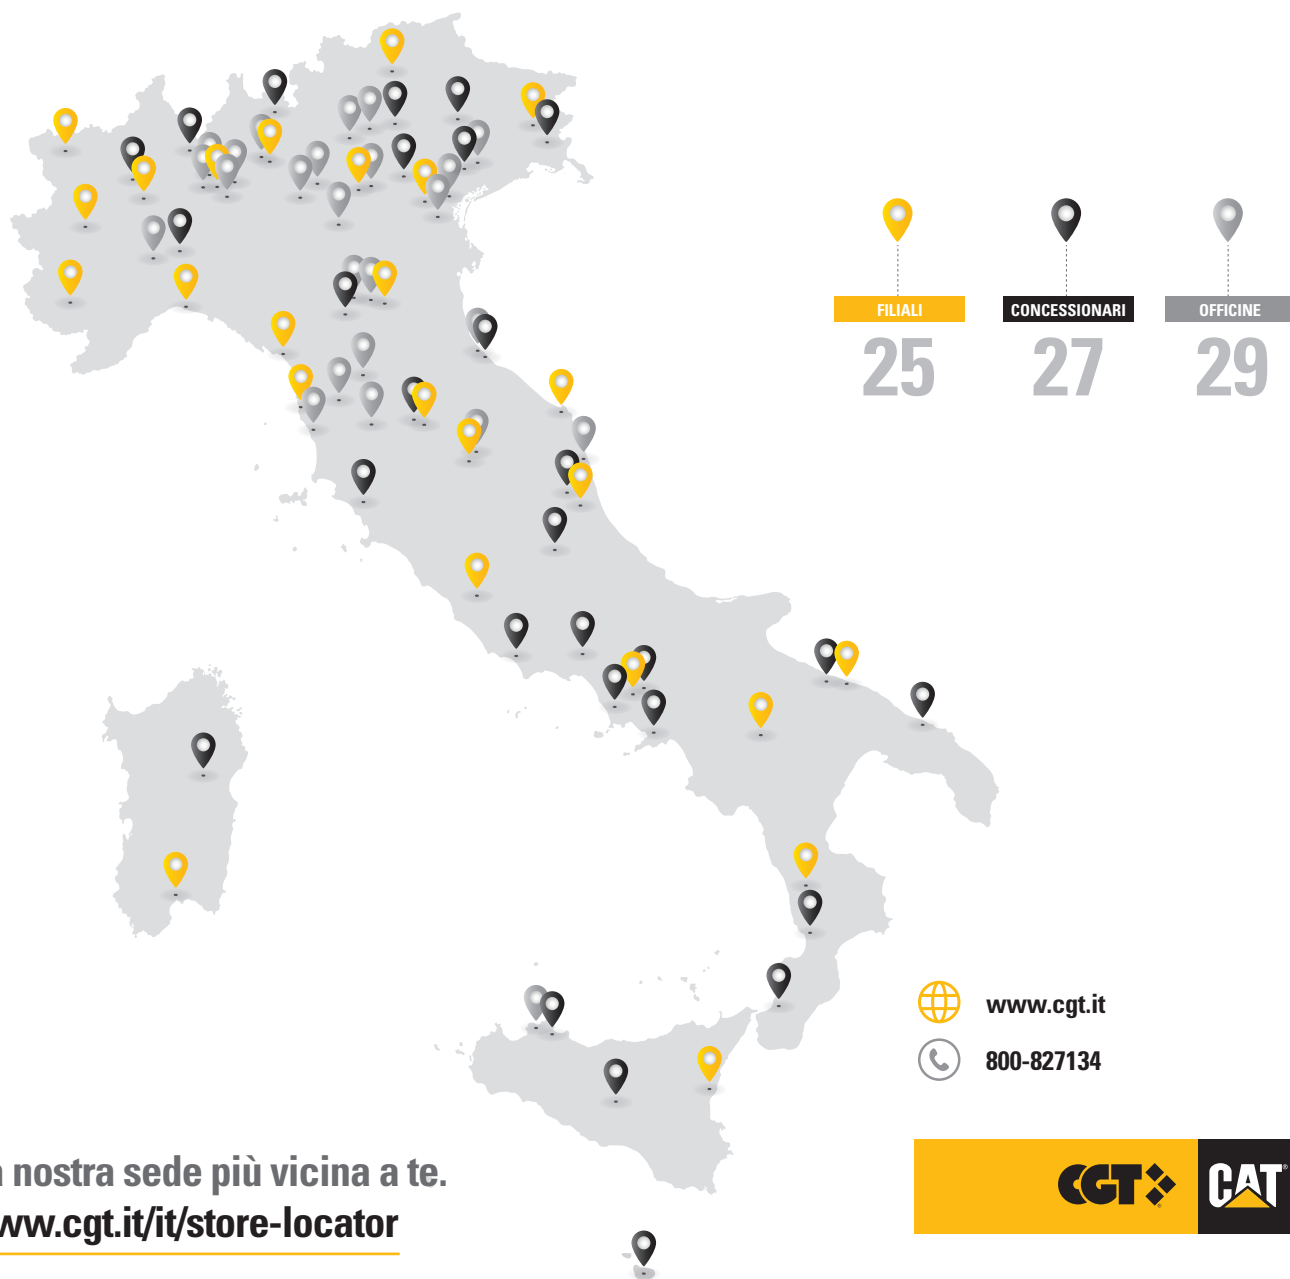 FILIALI
25
CONCESSIONARI
27
OFFICINE
29
www.cgt.it
800-827134
nostra sede più vicina a te.
ww.cgt.it/it/store-locator
CGT
CAT